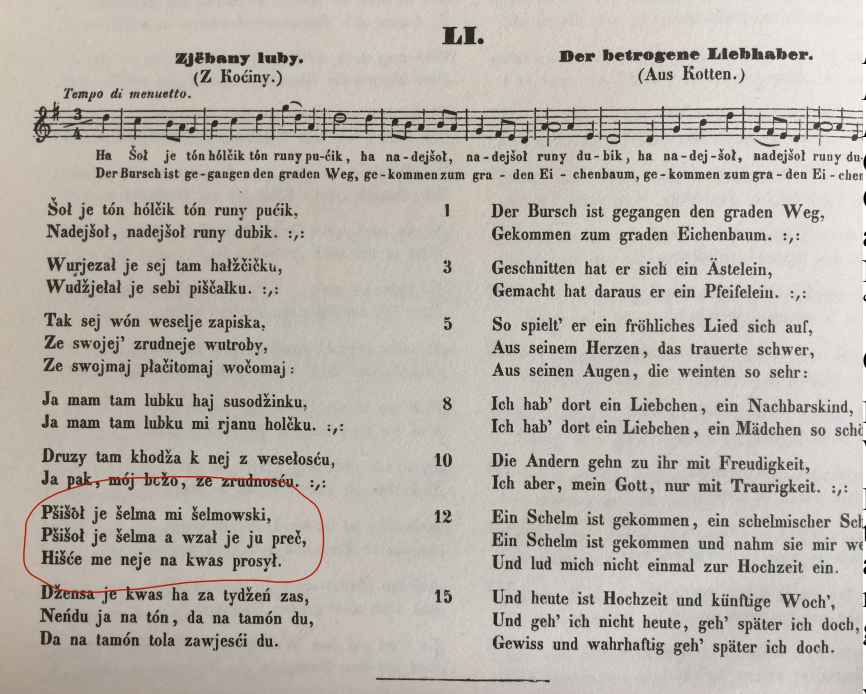 LI.
Zjëbany luby.
(Z Koćiny.)
Tempo di menuetto.
Der betrogene Liebhaber.
(Aus Kotten.)
3
4
Ha Šoł je tón hólčik tón runy pu-ćik, ha na-dejšoł, na-dejšoł runy du-bik, ha na-dej-šoł, nadejšoł runy du-
Der Bursch ist ge-gangen den graden Weg, ge-kommen zum gra-den Ei-chenbaum, ge-kommen zum gra-den Ei-chen
Šoł je tón hólčik tón runy pućik,
Nadejšoł, nadejšoł runy dubik. :,:
Wurjezał je sej tam hałžčičku,
Wudźjełał je sebi piščałku. :,:
Tak sej wón weselje zapiska,
Ze swojej' zrudneje wutroby,
Ze swojmaj płačitomaj wočomaj:
Ja mam tam lubku haj susodžinku,
Ja mam tam lubku mi rjanu holčku. :,:
Druzy tam khodža k nej z wesełosću,
Ja pak, mój božo, ze zrudnosću. :,:
Pšišoł je šelma mi šelmowski,
Pšišoł je šelma a wzał je ju preč,
Hišće me neje na kwas prosył.
Džensa je kwas ha za tydžeń zas,
Neńdu ja na tón, da na tamón du,
Da na tamón tola zawjesći du.
1
3
5
8
10
12
15
Der Bursch ist gegangen den graden Weg,
Gekommen zum graden Eichenbaum. :,:
Geschnitten hat er sich ein Ästelein,
Gemacht hat daraus er ein Pfeifelein. :,:
So spielt' er ein fröhliches Lied sich auf,
Aus seinem Herzen, das trauerte schwer,
Aus seinen Augen, die weinten so sehr:
Ich hab' dort ein Liebchen, ein Nachbarskind,
Ich hab' dort ein Liebchen, ein Mädchen so schö
Die Andern gehn zu ihr mit Freudigkeit,
Ich aber, mein Gott, nur mit Traurigkeit. :,:
Ein Schelm ist gekommen, ein schelmischer Sch
Ein Schelm ist gekommen und nahm sie mir we
Und lud mich nicht einmal zur Hochzeit ein.
Und heute ist Hochzeit und künftige Woch',
Und geh' ich nicht heute, geh' später ich doch,
Gewiss und wahrhaftig geh' später ich doch.